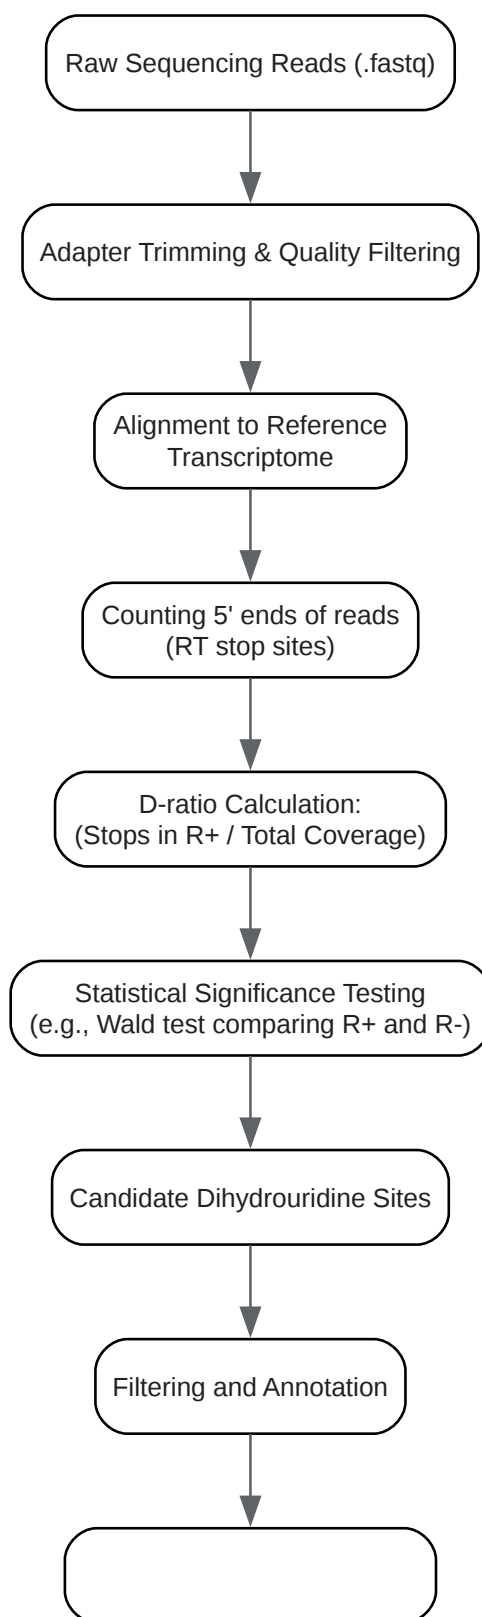 Raw Sequencing Reads (.fastq)
Adapter Trimming & Quality Filtering
Alignment to Reference
Transcriptome
Counting 5' ends of reads
(RT stop sites)
D-ratio Calculation:
(Stops in R+ / Total Coverage)
Statistical Significance Testing
(e.g., Wald test comparing R+ and R-)
Candidate Dihydrouridine Sites
Filtering and Annotation